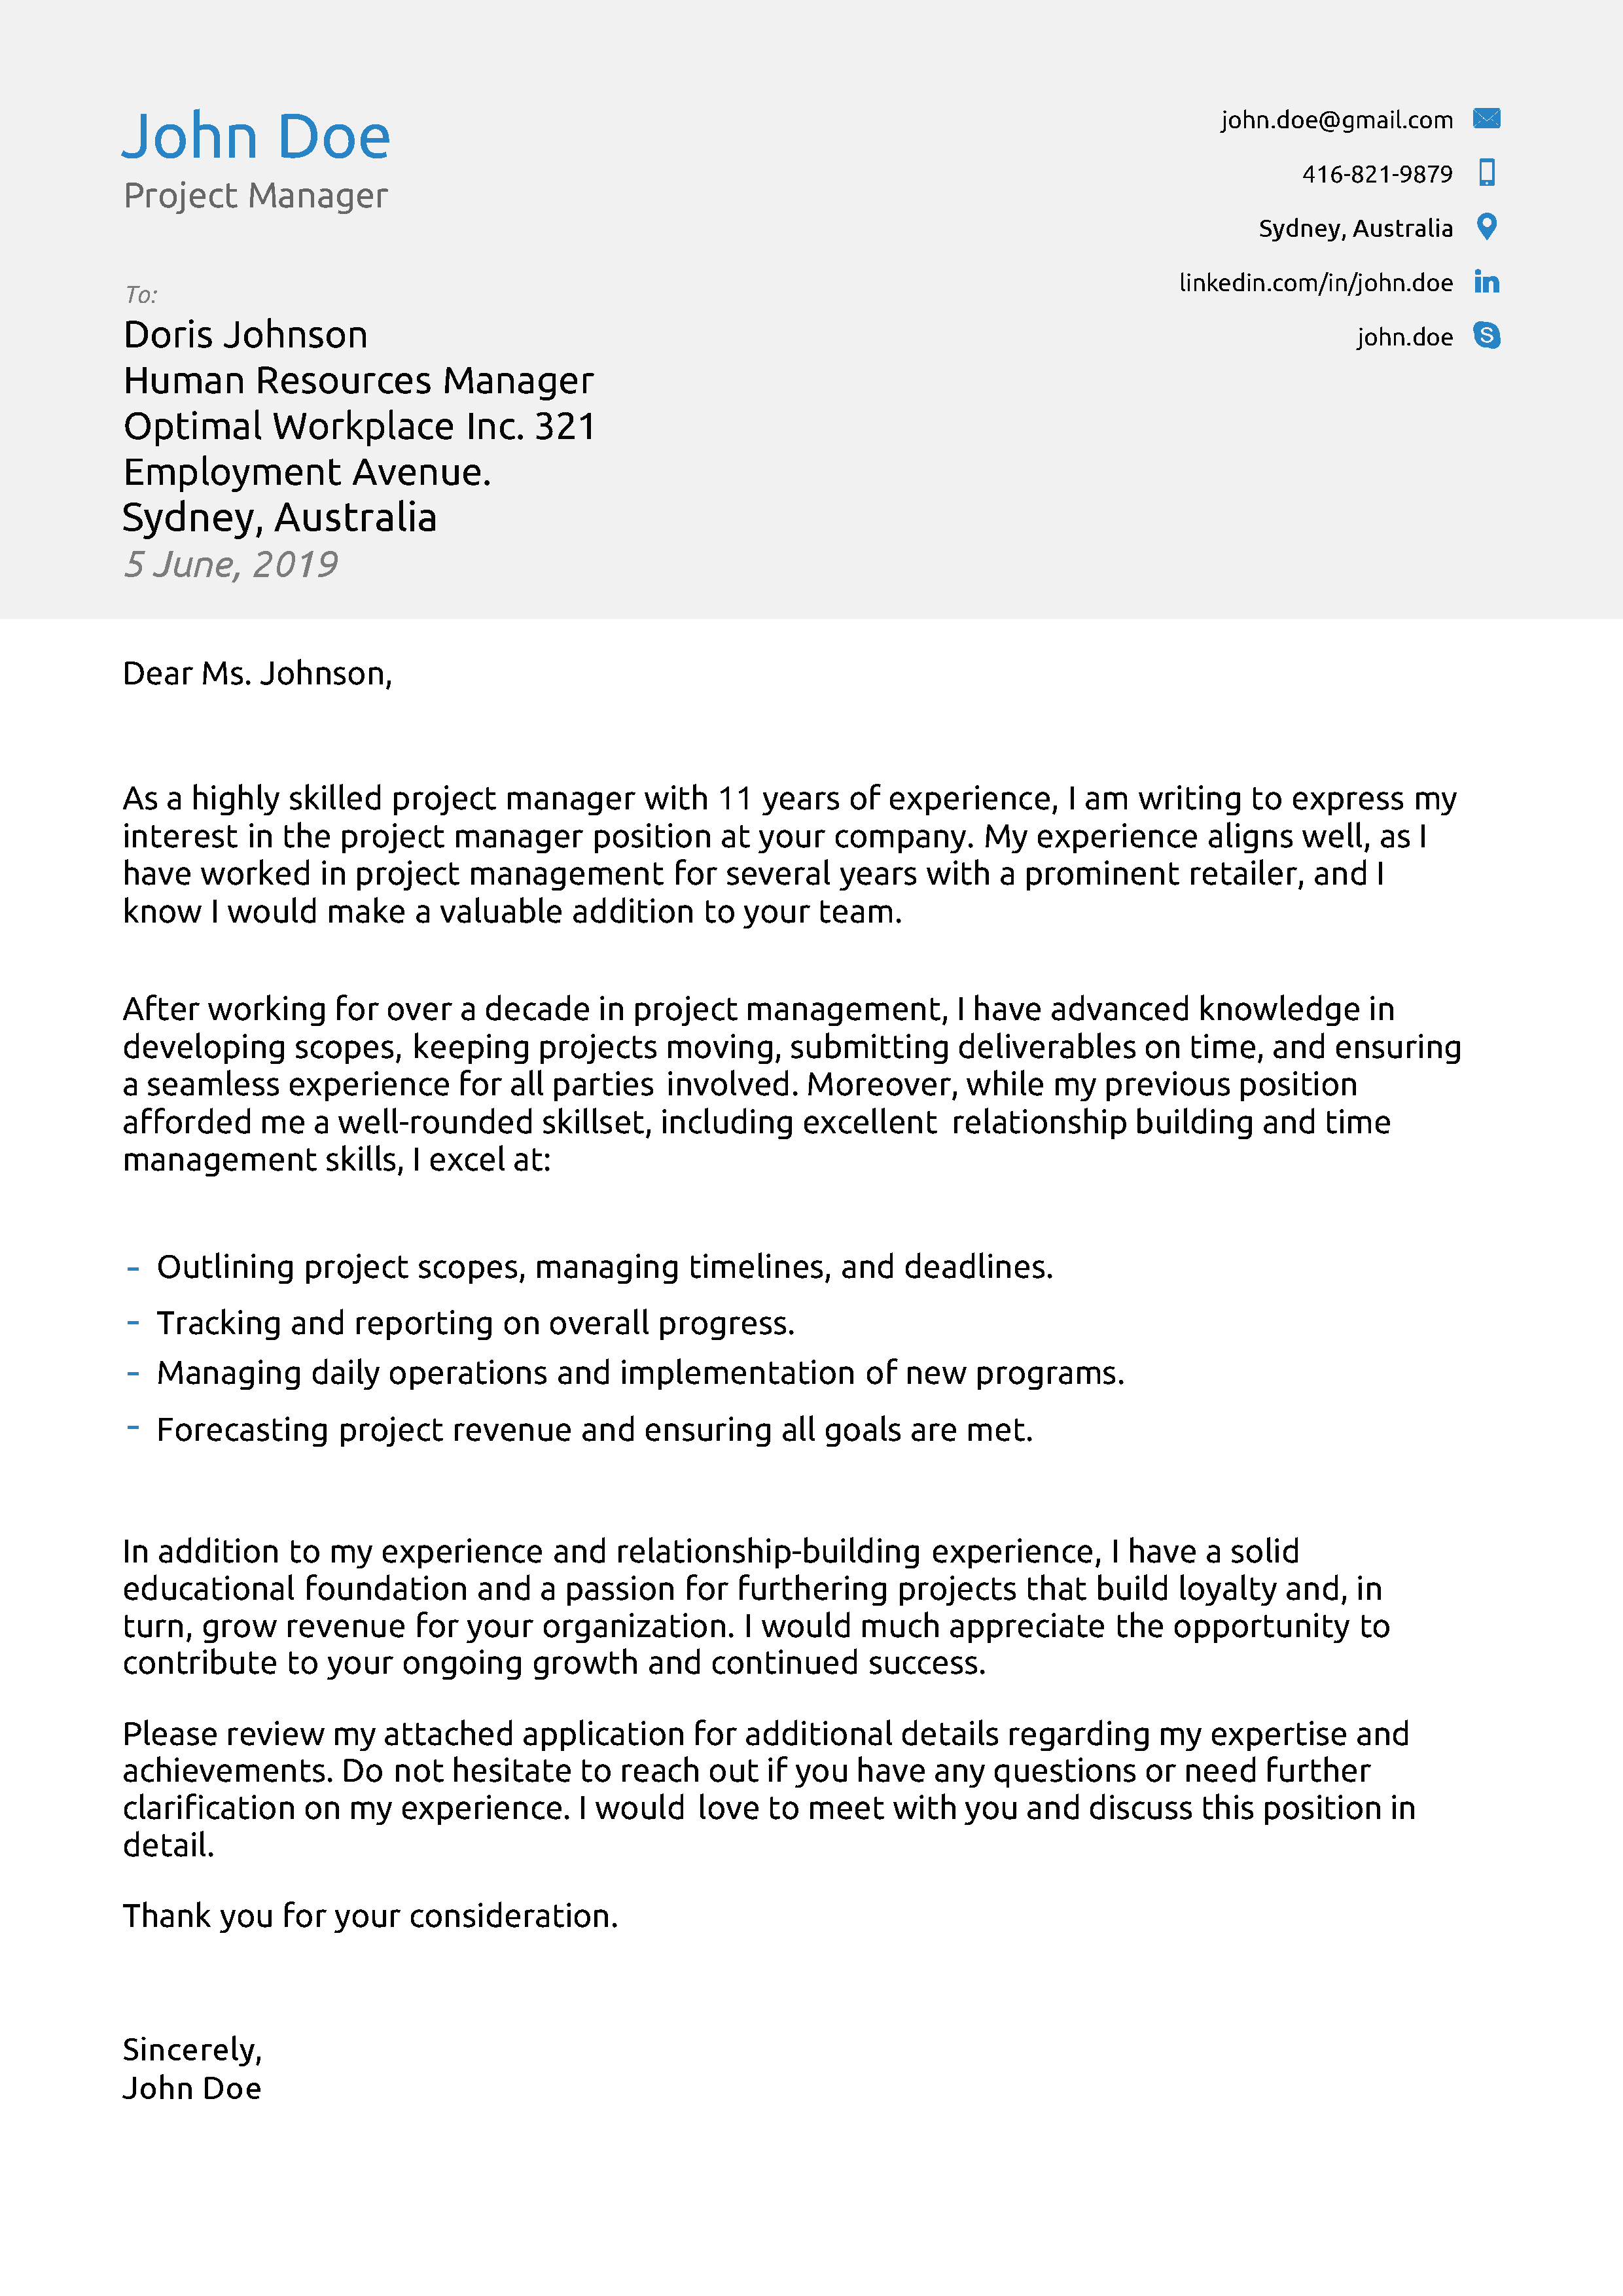 John Doe
Project Manager
john.doe@gmail.com
416-821-9879
Sydney, Australia
linkedin.com/in/john.doe
john.doe
To:
Doris Johnson
Human Resources Manager
Optimal Workplace Inc. 321
Employment Avenue.
Sydney, Australia
5 June, 2019
Dear Ms. Johnson,
As a highly skilled project manager with 11 years of experience, I am writing to express my
interest in the project manager position at your company. My experience aligns well, as I
have worked in project management for several years with a prominent retailer, and I
know I would make a valuable addition to your team.
After working for over a decade in project management, I have advanced knowledge in
developing scopes, keeping projects moving, submitting deliverables on time, and ensuring
a seamless experience for all parties involved. Moreover, while my previous position
afforded me a well-rounded skillset, including excellent relationship building and time
management skills, I excel at:
- Outlining project scopes, managing timelines, and deadlines.
- Tracking and reporting on overall progress.
- Managing daily operations and implementation of new programs.
- Forecasting project revenue and ensuring all goals are met.
In addition to my experience and relationship-building experience, I have a solid
educational foundation and a passion for furthering projects that build loyalty and, in
turn, grow revenue for your organization. I would much appreciate the opportunity to
contribute to your ongoing growth and continued success.
Please review my attached application for additional details regarding my expertise and
achievements. Do not hesitate to reach out if you have any questions or need further
clarification on my experience. I would love to meet with you and discuss this position in
detail.
Thank you for your consideration.
Sincerely,
John Doe